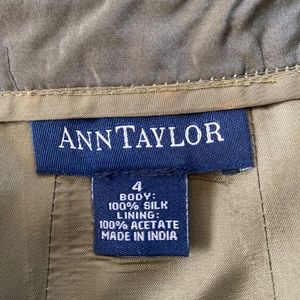 ANN TAYLOR
4
BODY:
100% SILK
LINING:
100% ACETATE
MADE IN INDIA